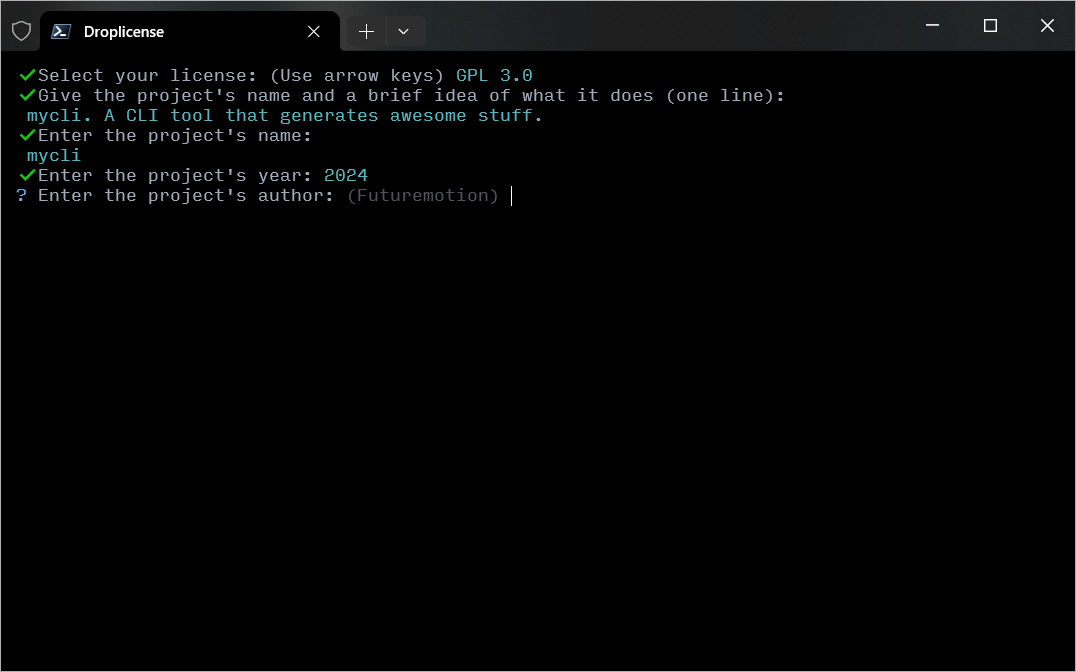 Droplicense
Select your license: (Use arrow keys) GPL 3.0
Give the project's name and a brief idea of what it does (one line):
mycli. A CLI tool that generates awesome stuff.
Enter the project's name:
mycli
Enter the project's year: 2024
? Enter the project's author: (Futuremotion)